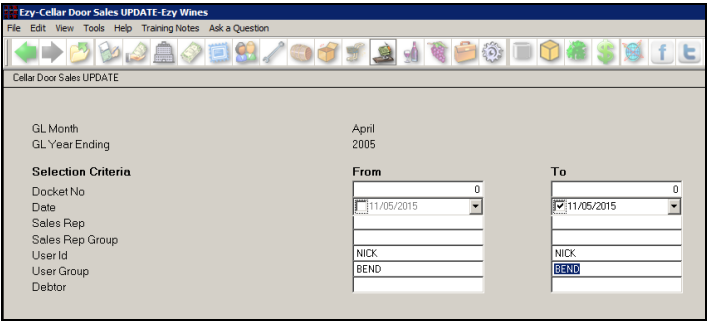 Ezy-Cellar Door Sales UPDATE-Ezy Wines
File Edit View Tools Help Training Notes Ask a Question
$ f t
Cellar Door Sales UPDATE
GL Month April
GL Year Ending 2005
Selection Criteria From To
Docket No 0 0
Date 11/05/2015 11/05/2015
Sales Rep
Sales Rep Group
User Id NICK NICK
User Group BEND BEND
Debtor